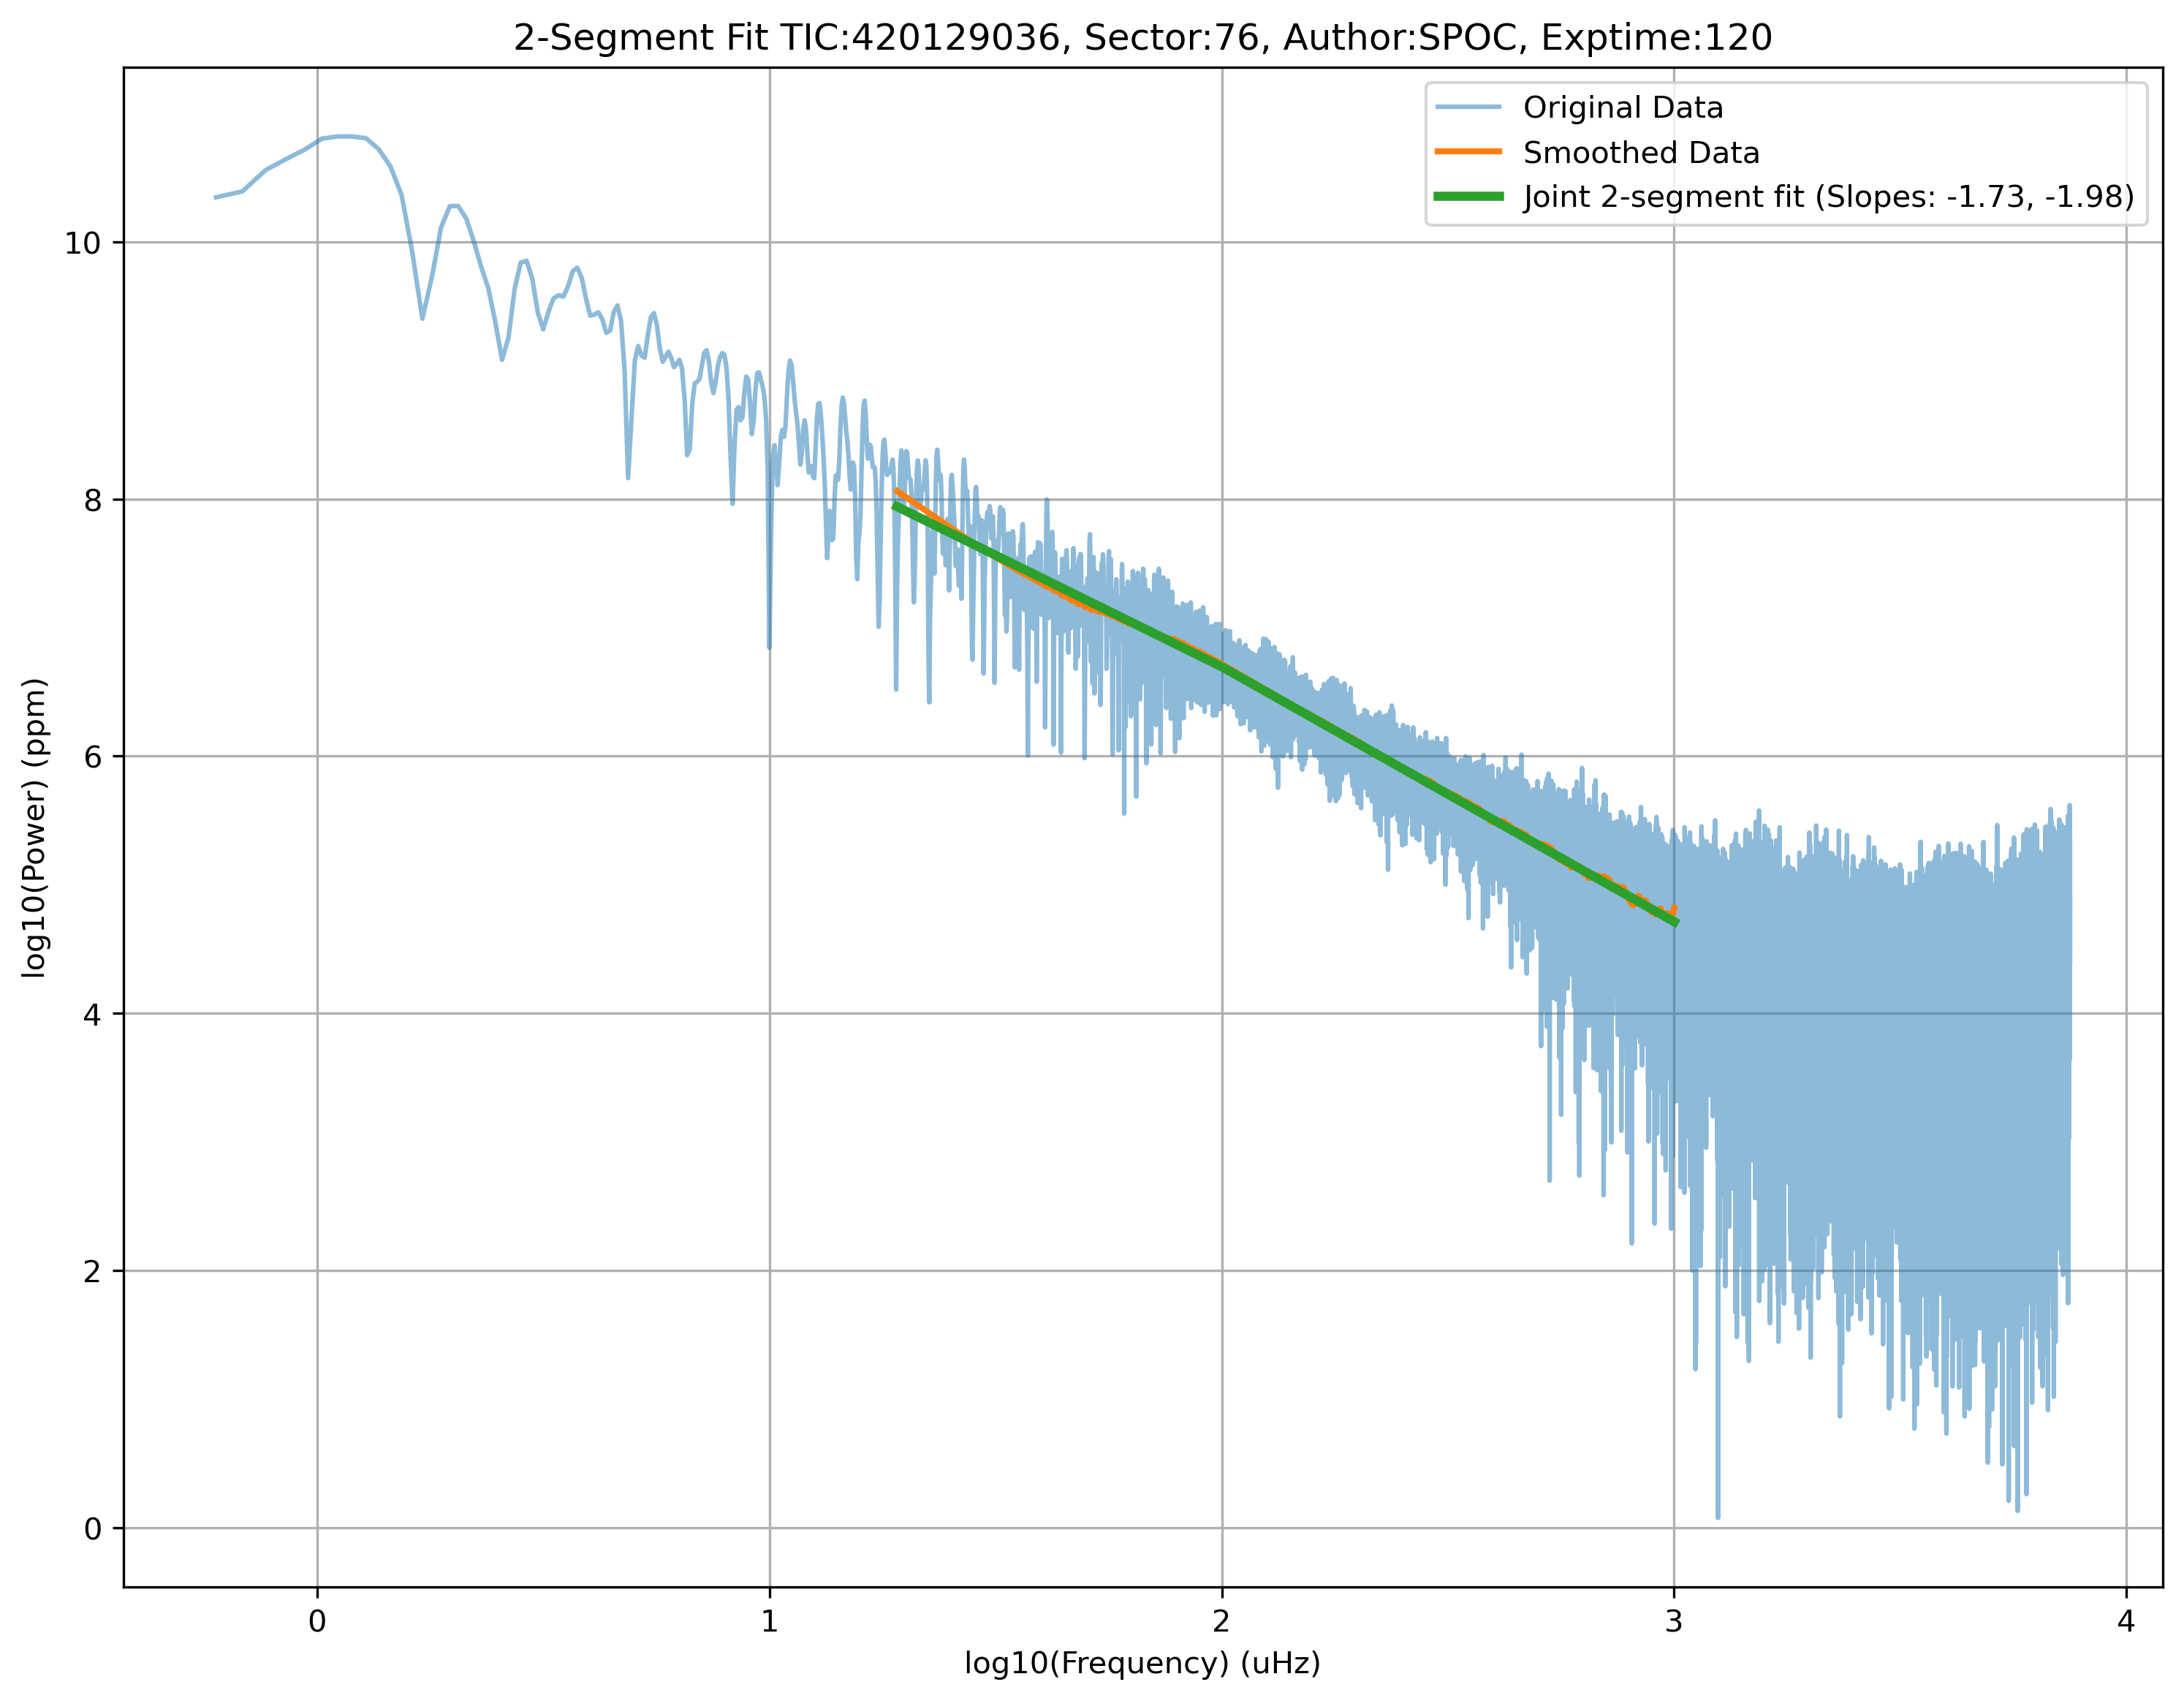 2-Segment Fit TIC:420129036, Sector:76, Author:SPOC, Exptime:120
Original Data
Smoothed Data
Joint 2-segment fit (Slopes: -1.73, -1.98)
log10(Power) (ppm)
10
8
6
4
2
0
0 1 2 3 4
log10(Frequency) (uHz)